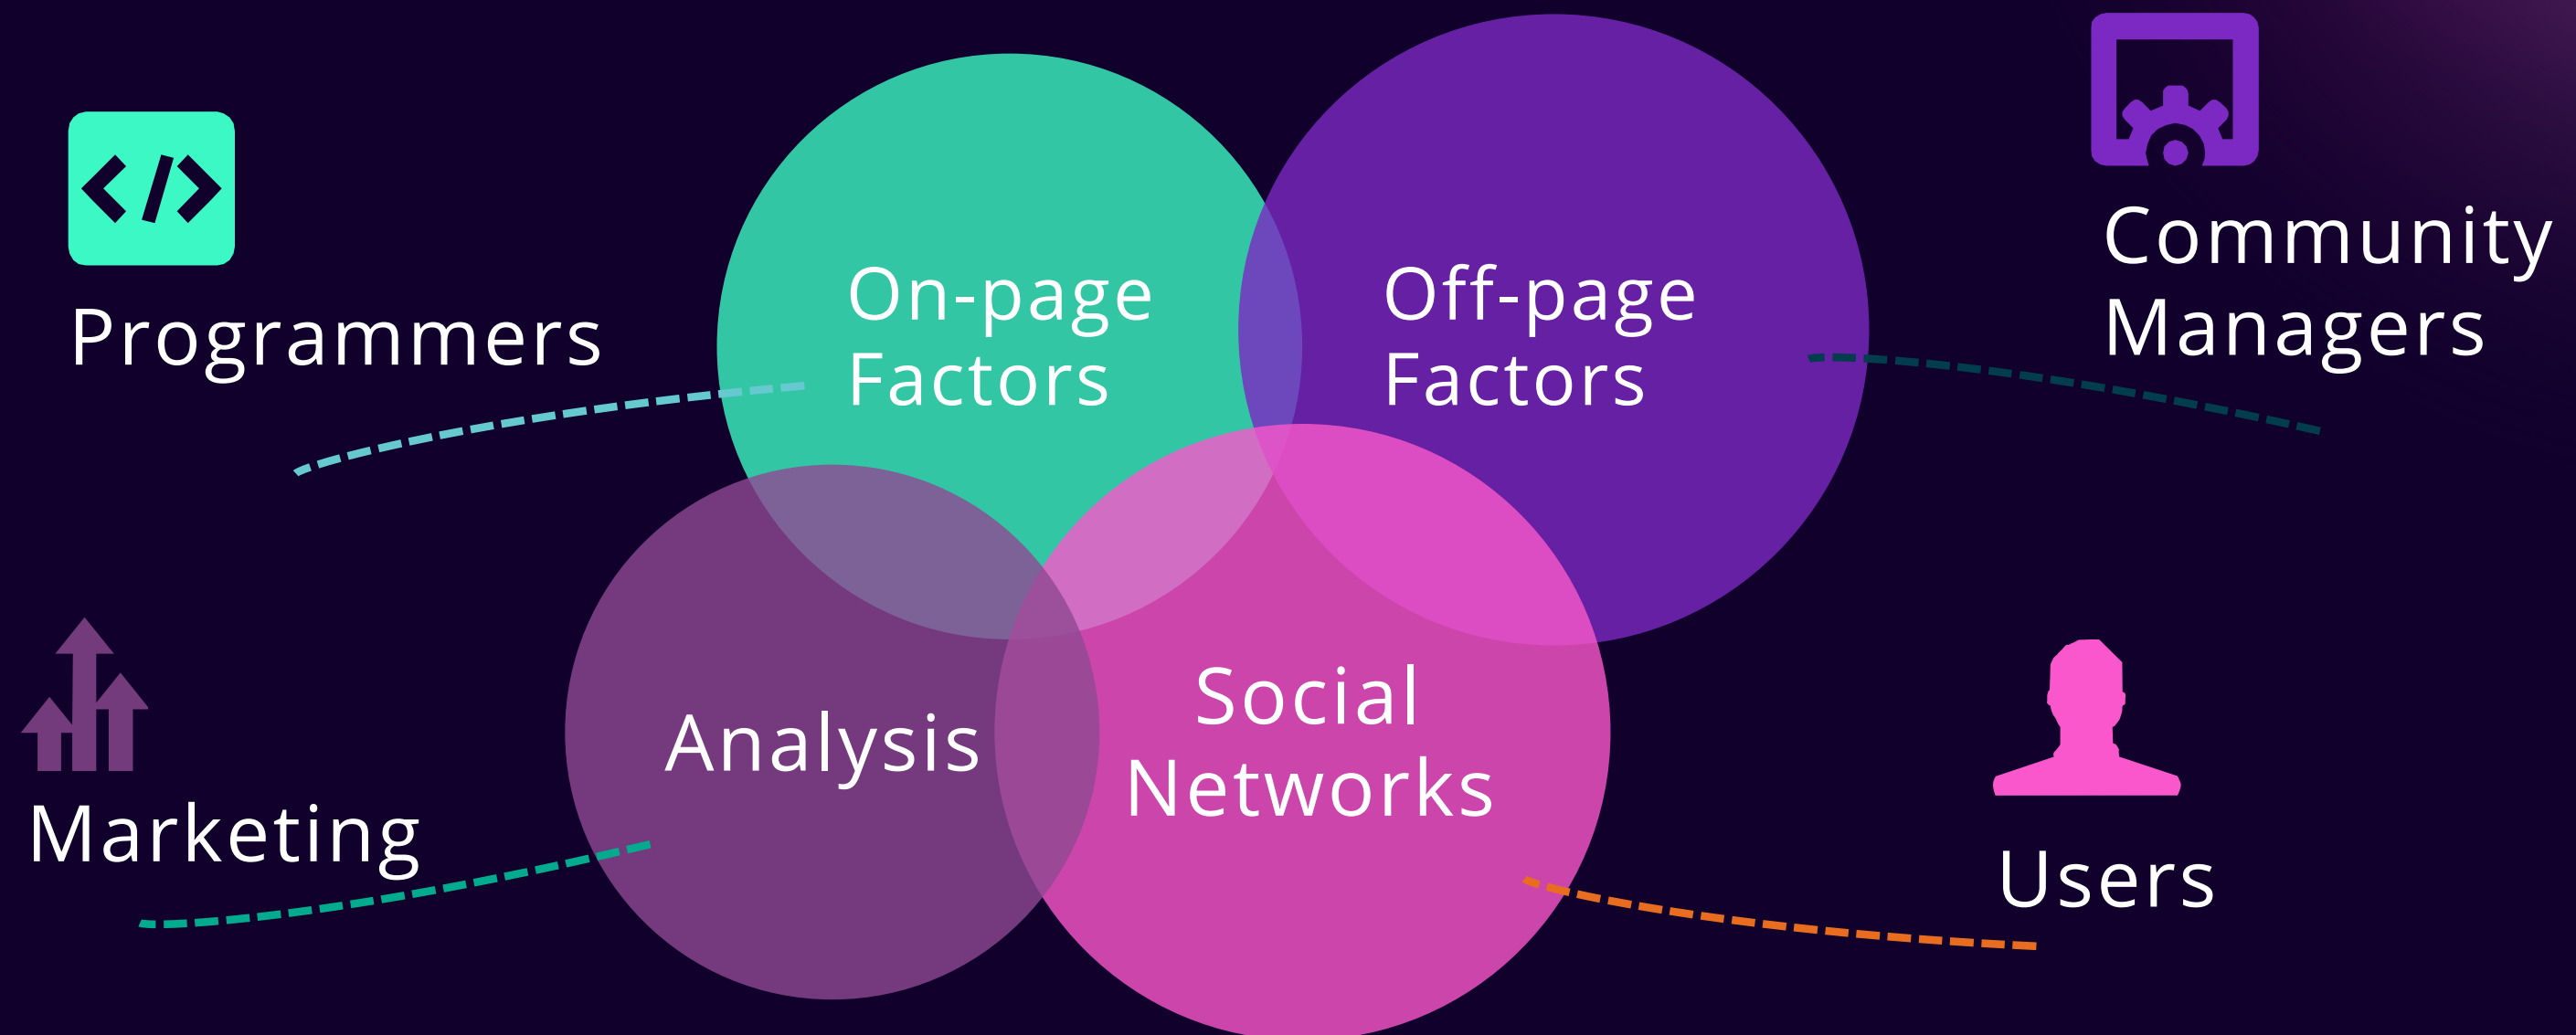 Programmers
On-page
Factors
Off-page
Factors
Community
Managers
Marketing
Analysis
Social
Networks
Users